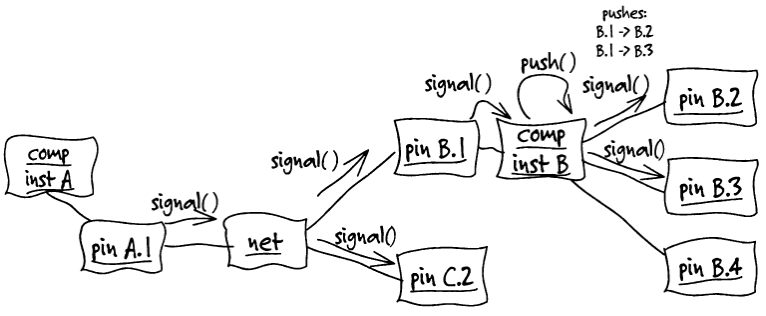 pushes:
B.1 -> B.2
B.1 -> B.3
push()
signal()
signal()
pin B.2
comp
inst B
pin B.1
comp
inst A
signal()
signal()
pin B.3
signal()
pin A.1
net
signal()
pin C.2
pin B.4